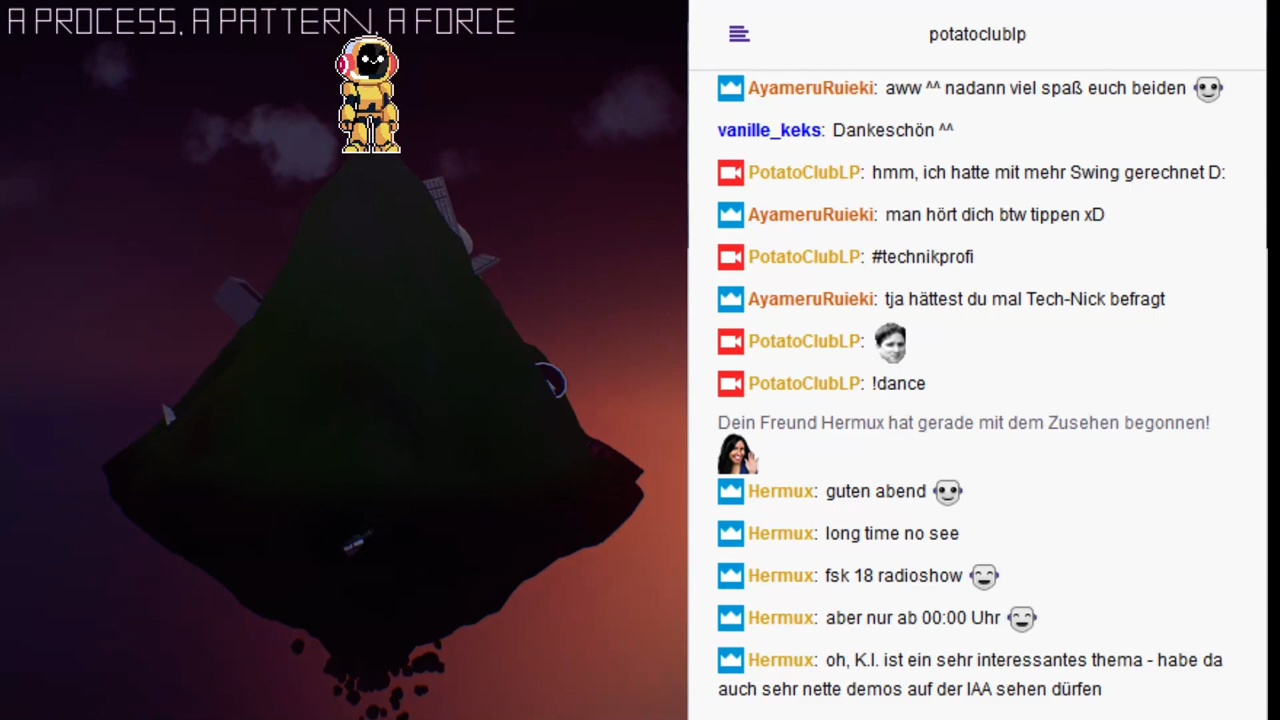 A PROCESS, A PATTERN, A FORCE
potatoclublp
AyameruRuieki: aww ^^ nadann viel spaß euch beiden
vanille_keks: Dankeschön ^^
PotatoClubLP: hmm, ich hatte mit mehr Swing gerechnet D:
AyameruRuieki: man hört dich btw tippen xD
PotatoClubLP: #technikprofi
AyameruRuieki: tja hättest du mal Tech-Nick befragt
PotatoClubLP:
PotatoClubLP: !dance
Dein Freund Hermux hat gerade mit dem Zusehen begonnen!
Hermux: guten abend
Hermux: long time no see
Hermux: fsk 18 radioshow
Hermux: aber nur ab 00:00 Uhr
Hermux: oh, K.I. ist ein sehr interessantes thema - habe da
auch sehr nette demos auf der IAA sehen dürfen